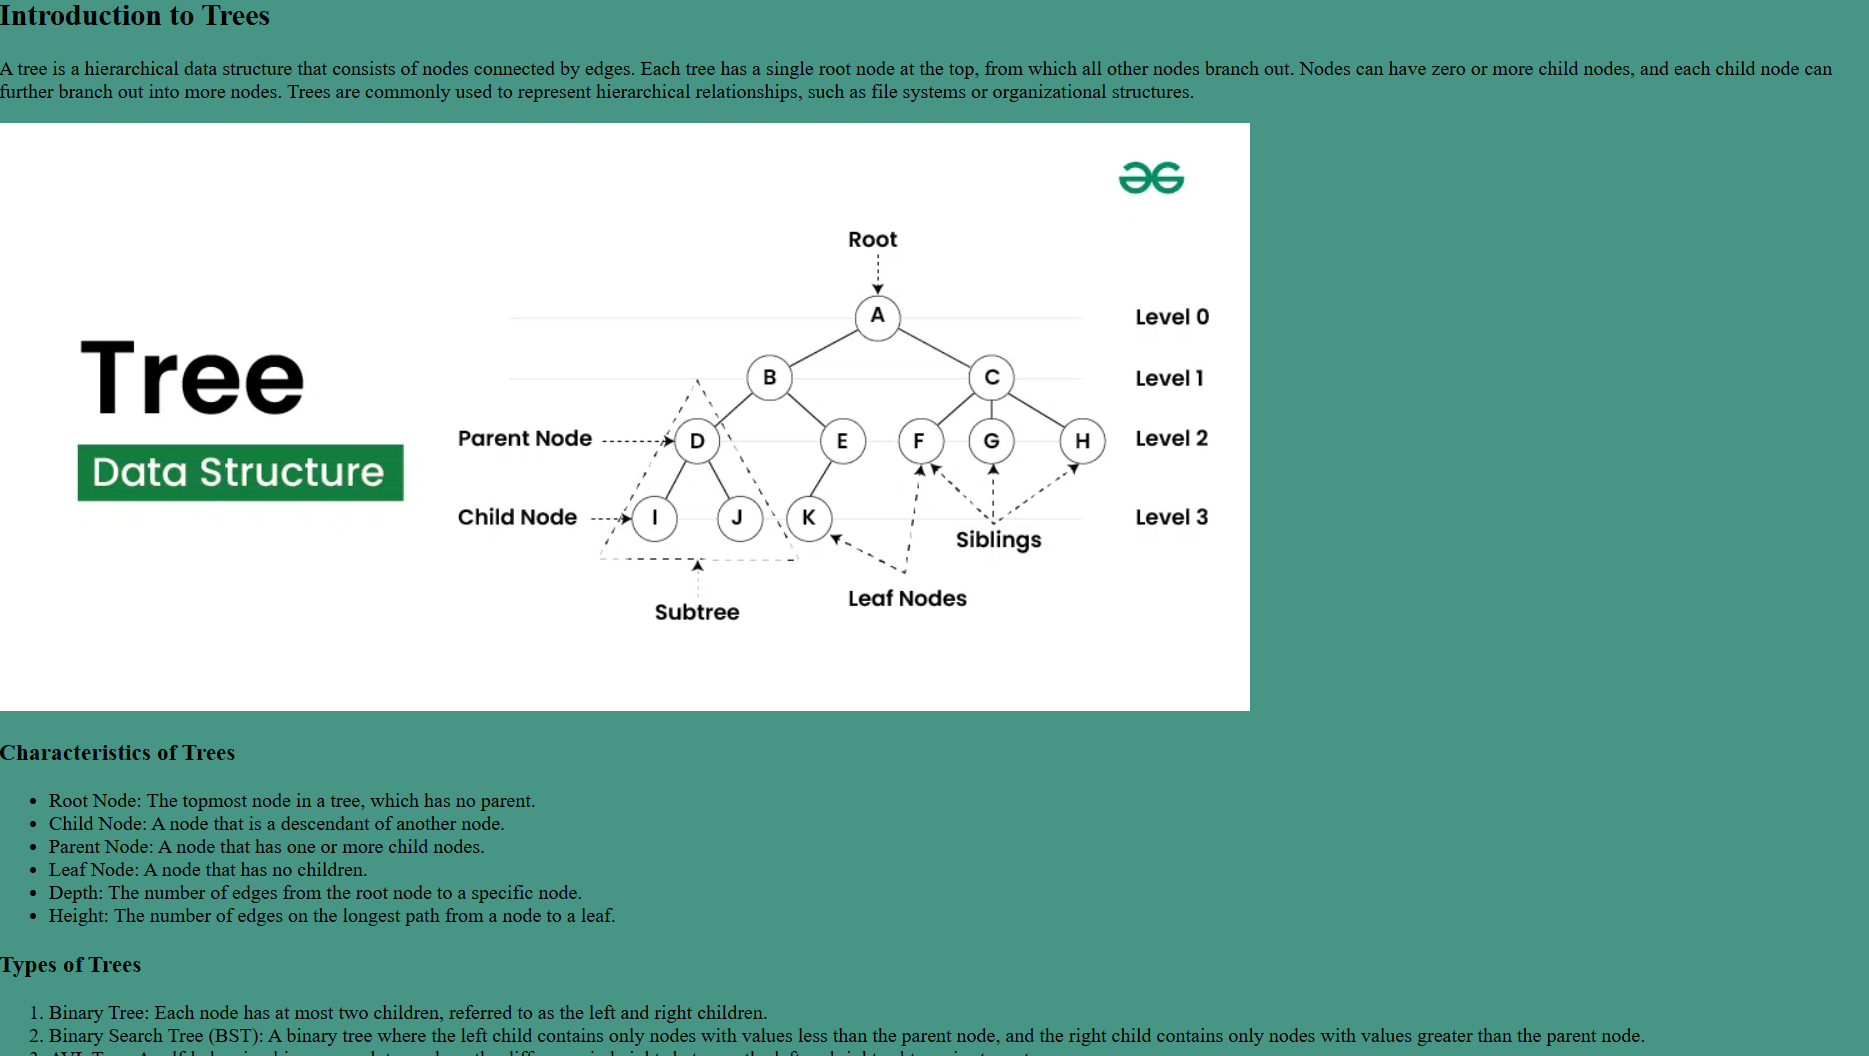 Introduction to Trees
A tree is a hierarchical data structure that consists of nodes connected by edges. Each tree has a single root node at the top, from which all other nodes branch out. Nodes can have zero or more child nodes, and each child node can
further branch out into more nodes. Trees are commonly used to represent hierarchical relationships, such as file systems or organizational structures.
Root
A
Level 0
Tree
B
C
Level 1
Data Structure
Parent Node
D
E
F
G
H
Level 2
Child Node
I
J
K
Level 3
Siblings
Leaf Nodes
Subtree
Characteristics of Trees
• Root Node: The topmost node in a tree, which has no parent.
• Child Node: A node that is a descendant of another node.
• Parent Node: A node that has one or more child nodes.
• Leaf Node: A node that has no children.
• Depth: The number of edges from the root node to a specific node.
• Height: The number of edges on the longest path from a node to a leaf.
Types of Trees
1. Binary Tree: Each node has at most two children, referred to as the left and right children.
2. Binary Search Tree (BST): A binary tree where the left child contains only nodes with values less than the parent node, and the right child contains only nodes with values greater than the parent node.